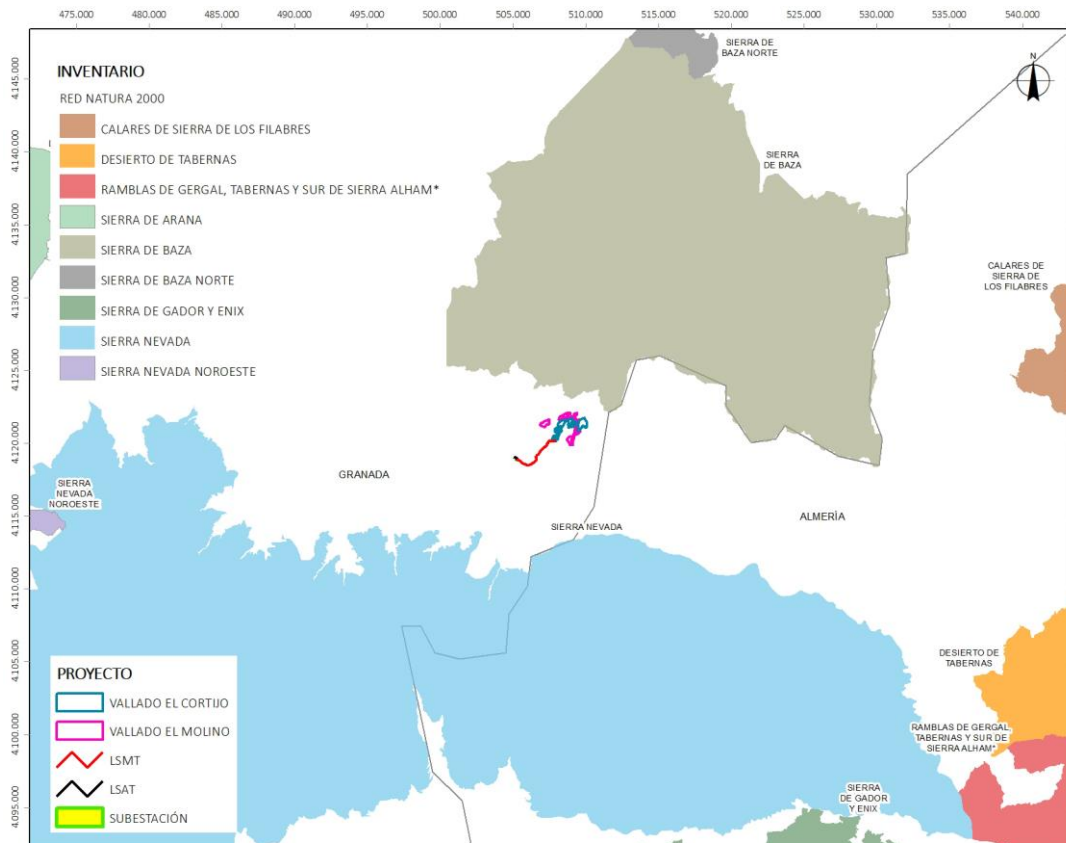 475.000 480.000 485.000 490.000 495.000 500.000 505.000 510.000 515.000 520.000 525.000 530.000 535.000 540.000
4.145.000
4.140.000
4.135.000
4.130.000
4.125.000
4.120.000
4.115.000
4.110.000
4.105.000
4.100.000
4.095.000
INVENTARIO
RED NATURA 2000
CALARES DE SIERRA DE LOS FILABRES
DESIERTO DE TABERNAS
RAMBLAS DE GERGAL, TABERNAS Y SUR DE SIERRA ALHAM*
SIERRA DE ARANA
SIERRA DE BAZA
SIERRA DE BAZA NORTE
SIERRA DE GADOR Y ENIX
SIERRA NEVADA
SIERRA NEVADA NOROESTE
SIERRA DE
BAZA NORTE
N
SIERRA
DE BAZA
CALARES DE
SIERRA DE
LOS FILABRES
GRANADA
SIERRA
NEVADA
NOROESTE
SIERRA NEVADA
ALMERÌA
DESIERTO DE
TABERNAS
RAMBLAS DE GERGAL,
TABERNAS Y SUR DE
SIERRA ALHAM*
SIERRA
DE GADOR
Y ENIX
PROYECTO
VALLADO EL CORTIJO
VALLADO EL MOLINO
LSMT
LSAT
SUBESTACIÓN